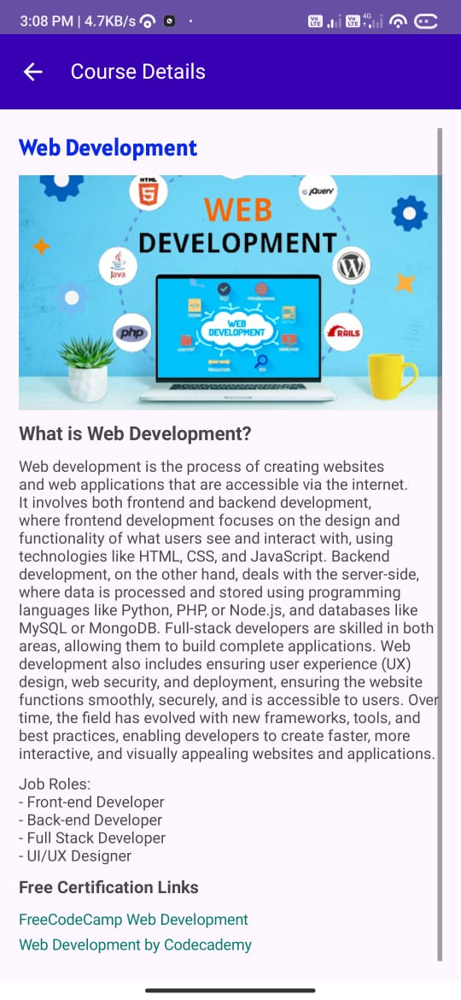 3:08 PM | 4.7KB/s
Vo LTE
Vo LTE
4G
Course Details
Web Development
HTML
5
jQuery
WEB
DEVELOPMENT
Java
W
php
RAILS
TEST
WEB
DEVELOPMENT
SEO
What is Web Development?
Web development is the process of creating websites
and web applications that are accessible via the internet.
It involves both frontend and backend development,
where frontend development focuses on the design and
functionality of what users see and interact with, using
technologies like HTML, CSS, and JavaScript. Backend
development, on the other hand, deals with the server-side,
where data is processed and stored using programming
languages like Python, PHP, or Node.js, and databases like
MySQL or MongoDB. Full-stack developers are skilled in both
areas, allowing them to build complete applications. Web
development also includes ensuring user experience (UX)
design, web security, and deployment, ensuring the website
functions smoothly, securely, and is accessible to users. Over
time, the field has evolved with new frameworks, tools, and
best practices, enabling developers to create faster, more
interactive, and visually appealing websites and applications.
Job Roles:
- Front-end Developer
- Back-end Developer
- Full Stack Developer
- UI/UX Designer
Free Certification Links
FreeCodeCamp Web Development
Web Development by Codecademy